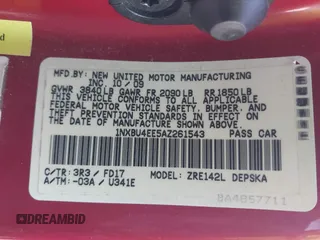 MFD.BY: NEW UNITED MOTOR MANUFACTURING
INC. 10/09
GVWR 3840LB GAWR FR 2090LB RR 1850LB
THIS VEHICLE CONFORMS TO ALL APPLICABLE
FEDERAL MOTOR VEHICLE SAFETY, BUMPER, AND
THEFT PREVENTION STANDARDS IN EFFECT ON
THE DATE OF MANUFACTURE SHOWN ABOVE.
1NXBU4EE5AZ261543 PASS CAR
C/TR: 3R3 / FD17 MODEL: ZRE142L DEPSKA
A/TM: -03A / U341E
0A4857711
DREAMBID